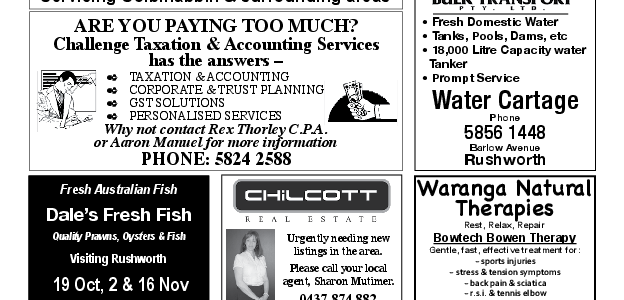 Servicing Colbinabbin & surrounding areas
ARE YOU PAYING TOO MUCH?
Challenge Taxation & Accounting Services
has the answers –
TAXATION & ACCOUNTING
CORPORATE & TRUST PLANNING
GST SOLUTIONS
PERSONALISED SERVICES
Why not contact Rex Thorley C.P.A.
or Aaron Manuel for more information
PHONE: 5824 2588
BULK TRANSPORT
PTY. LTD.
• Fresh Domestic Water
• Tanks, Pools, Dams, etc
• 18,000 Litre Capacity water
Tanker
• Prompt Service
Water Cartage
Phone
5856 1448
Barlow Avenue
Rushworth
Fresh Australian Fish
Dale's Fresh Fish
Quality Prawns, Oysters & Fish
Visiting Rushworth
19 Oct, 2 & 16 Nov
CHILCOTT
REAL ESTATE
Urgently needing new
listings in the area.
Please call your local
agent, Sharon Mutimer.
0437 874 882
Waranga Natural
Therapies
Rest, Relax, Repair
Bowtech Bowen Therapy
Gentle, fast, effective treatment for:
– sports injuries
– stress & tension symptoms
– back pain & sciatica
– r.s.i. & tennis elbow